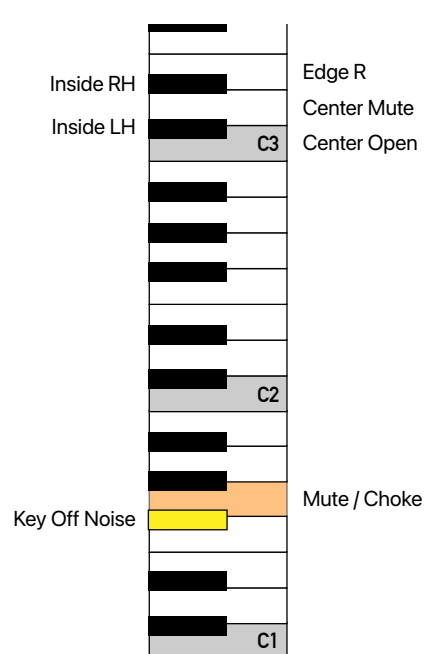 Edge R
Inside RH
Center Mute
Inside LH
C3
Center Open
C2
Mute / Choke
Key Off Noise
C1